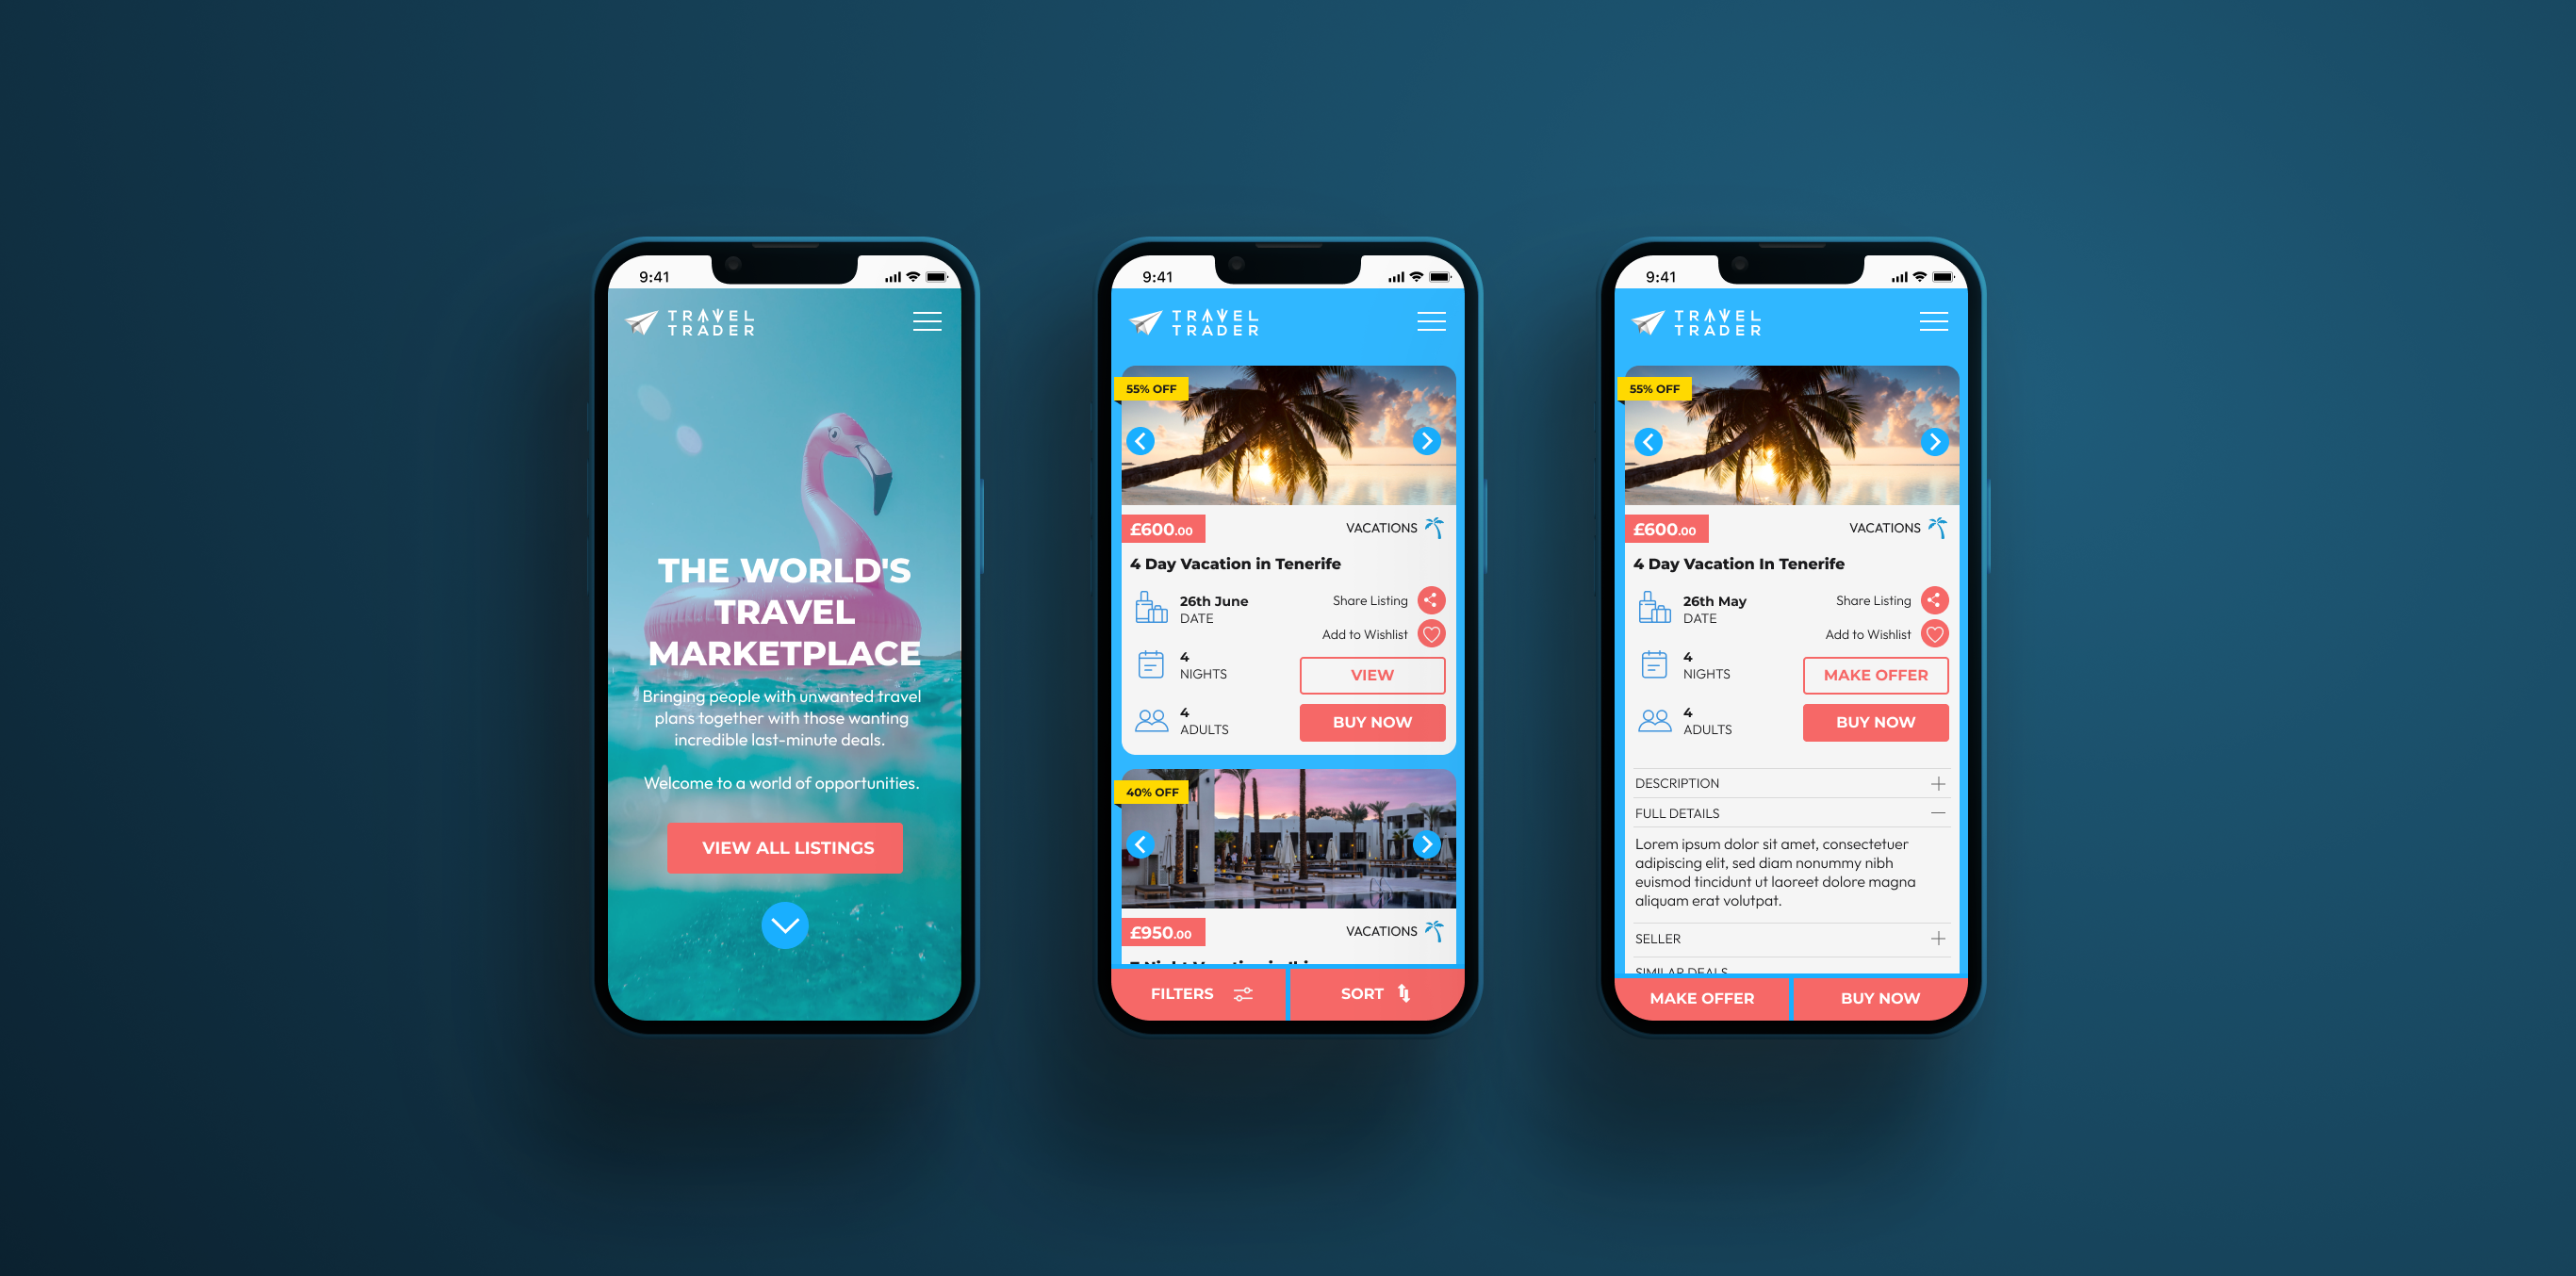 9:41
TRAVEL
TRADER
THE WORLD'S
TRAVEL
MARKETPLACE
Bringing people with unwanted travel
plans together with those wanting
incredible last-minute deals.
Welcome to a world of opportunities.
VIEW ALL LISTINGS
9:41
TRAVEL
TRADER
55% OFF
£600.00
VACATIONS
4 Day Vacation in Tenerife
26th June
DATE
Share Listing
Add to Wishlist
4
NIGHTS
VIEW
4
ADULTS
BUY NOW
40% OFF
£950.00
VACATIONS
FILTERS
SORT
9:41
TRAVEL
TRADER
55% OFF
£600.00
VACATIONS
4 Day Vacation In Tenerife
26th May
DATE
Share Listing
Add to Wishlist
4
NIGHTS
MAKE OFFER
4
ADULTS
BUY NOW
DESCRIPTION
FULL DETAILS
Lorem ipsum dolor sit amet, consectetuer
adipiscing elit, sed diam nonummy nibh
euismod tincidunt ut laoreet dolore magna
aliquam erat volutpat.
SELLER
SIMILAR DEALS
MAKE OFFER
BUY NOW